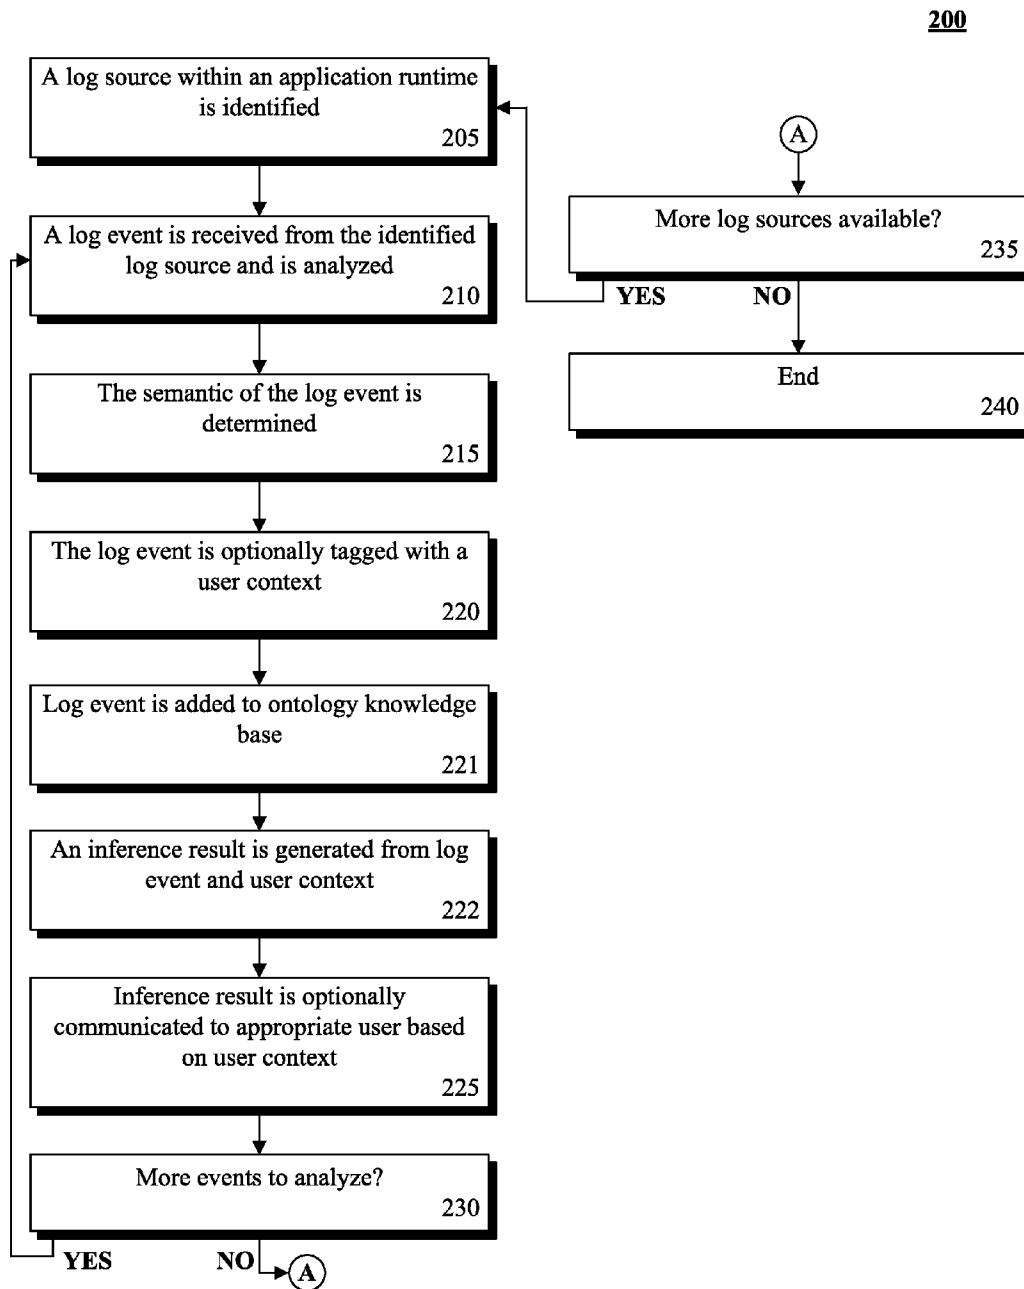 200
A log source within an application runtime
is identified
205
A log event is received from the identified
log source and is analyzed
210
The semantic of the log event is
determined
215
The log event is optionally tagged with a
user context
220
Log event is added to ontology knowledge
base
221
An inference result is generated from log
event and user context
222
Inference result is optionally
communicated to appropriate user based
on user context
225
More events to analyze?
230
YES NO
A
A
More log sources available?
235
YES NO
End
240